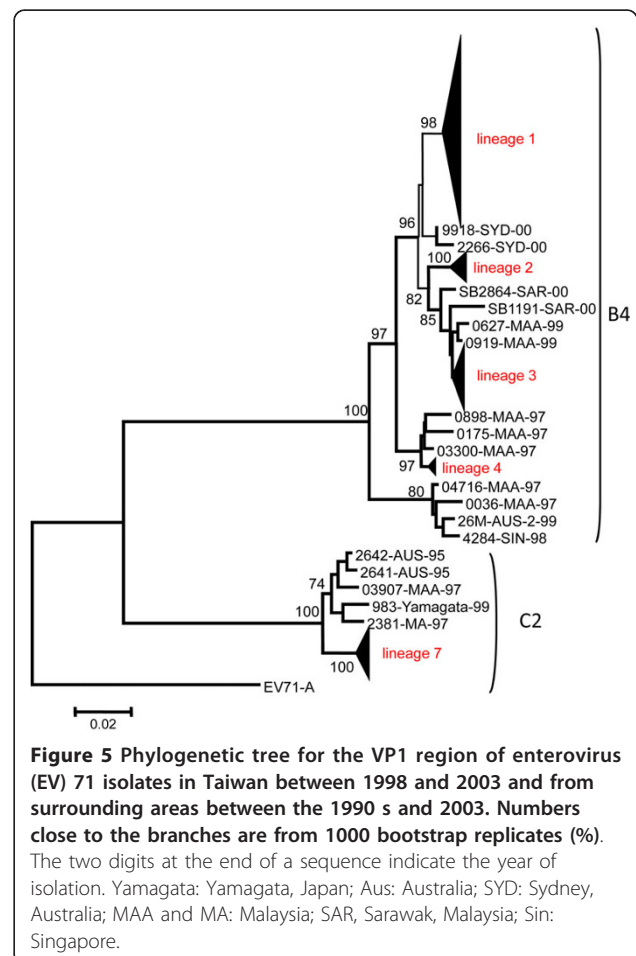 98
lineage 1
96
9918-SYD-00
2266-SYD-00
100
lineage 2
82
SB2864-SAR-00
85
SB1191-SAR-00
0627-MAA-99
0919-MAA-99
B4
97
lineage 3
100
0898-MAA-97
0175-MAA-97
03300-MAA-97
97
lineage 4
80
04716-MAA-97
0036-MAA-97
26M-AUS-2-99
4284-SIN-98
2642-AUS-95
2641-AUS-95
74
03907-MAA-97
983-Yamagata-99
100
2381-MA-97
C2
lineage 7
100
EV71-A
0.02
Figure 5 Phylogenetic tree for the VP1 region of enterovirus
(EV) 71 isolates in Taiwan between 1998 and 2003 and from
surrounding areas between the 1990 s and 2003. Numbers
close to the branches are from 1000 bootstrap replicates (%).
The two digits at the end of a sequence indicate the year of
isolation. Yamagata: Yamagata, Japan; Aus: Australia; SYD: Sydney,
Australia; MAA and MA: Malaysia; SAR, Sarawak, Malaysia; Sin:
Singapore.